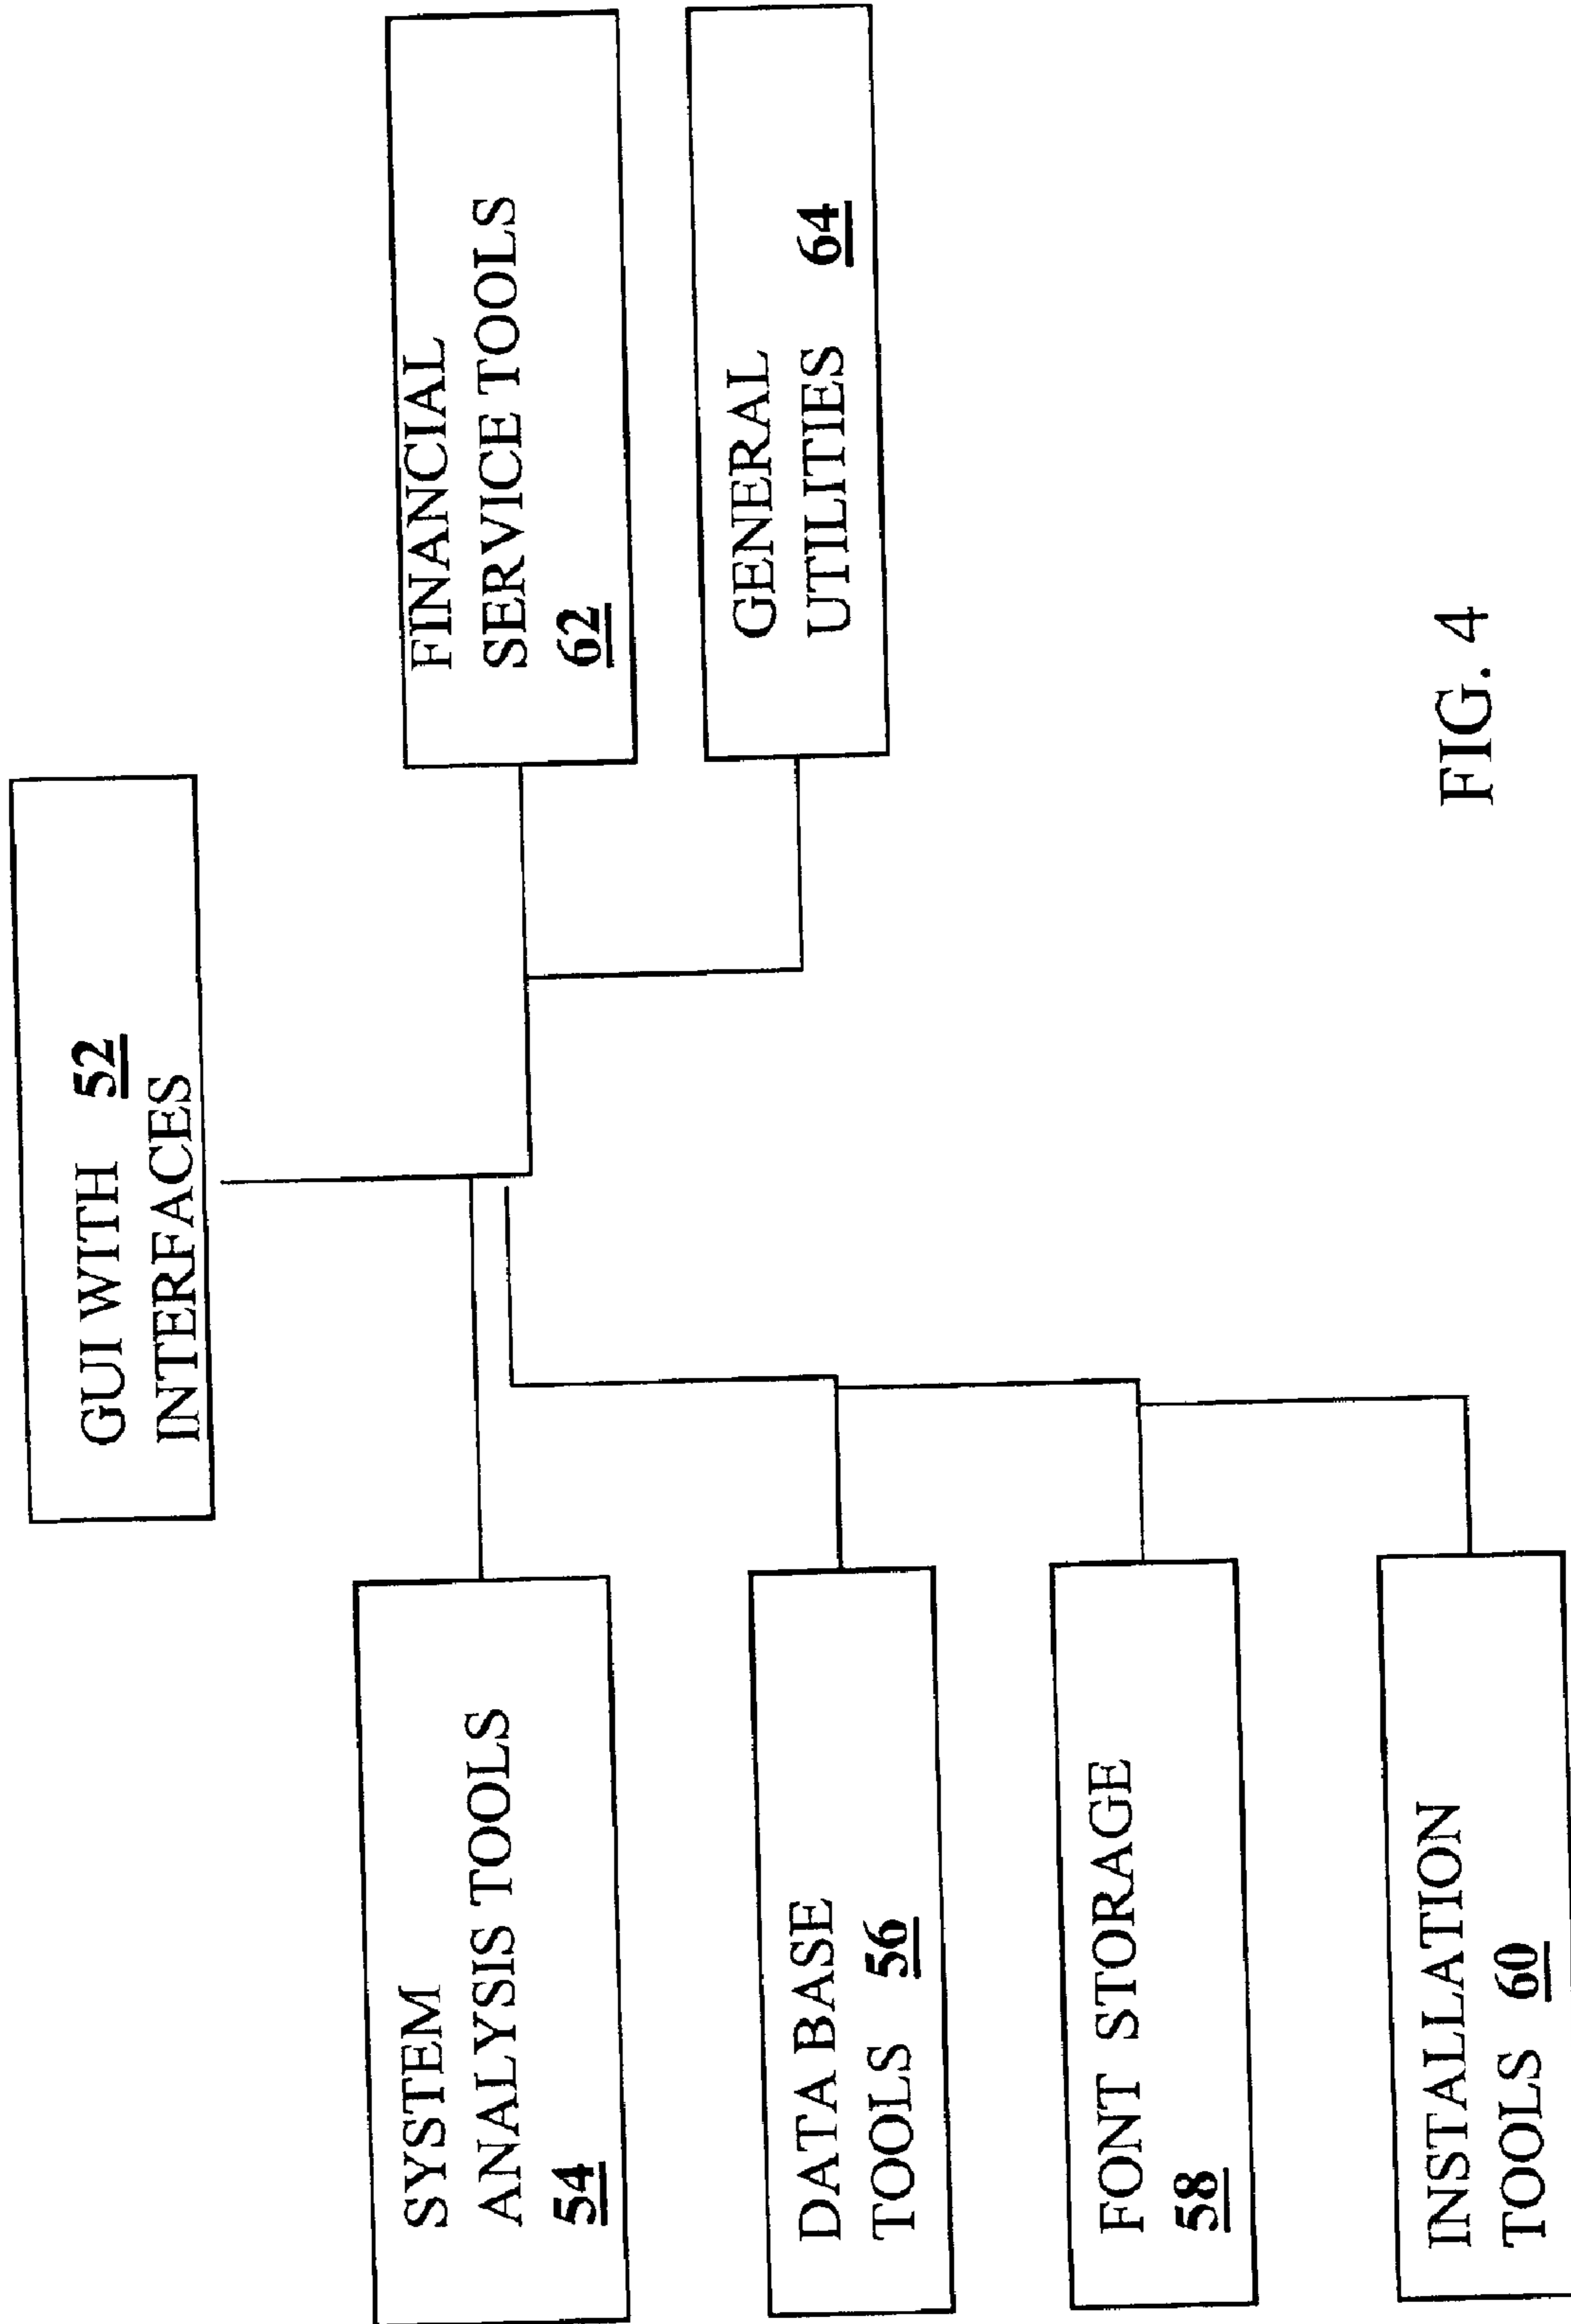 GUI WITH 52
INTERFACES
SYSTEM
ANALYSIS TOOLS
54
DATA BASE
TOOLS 56
FONT STORAGE
58
INSTALLATION
TOOLS 60
FINANCIAL
SERVICE TOOLS
62
GENERAL
UTILITIES 64
FIG. 4